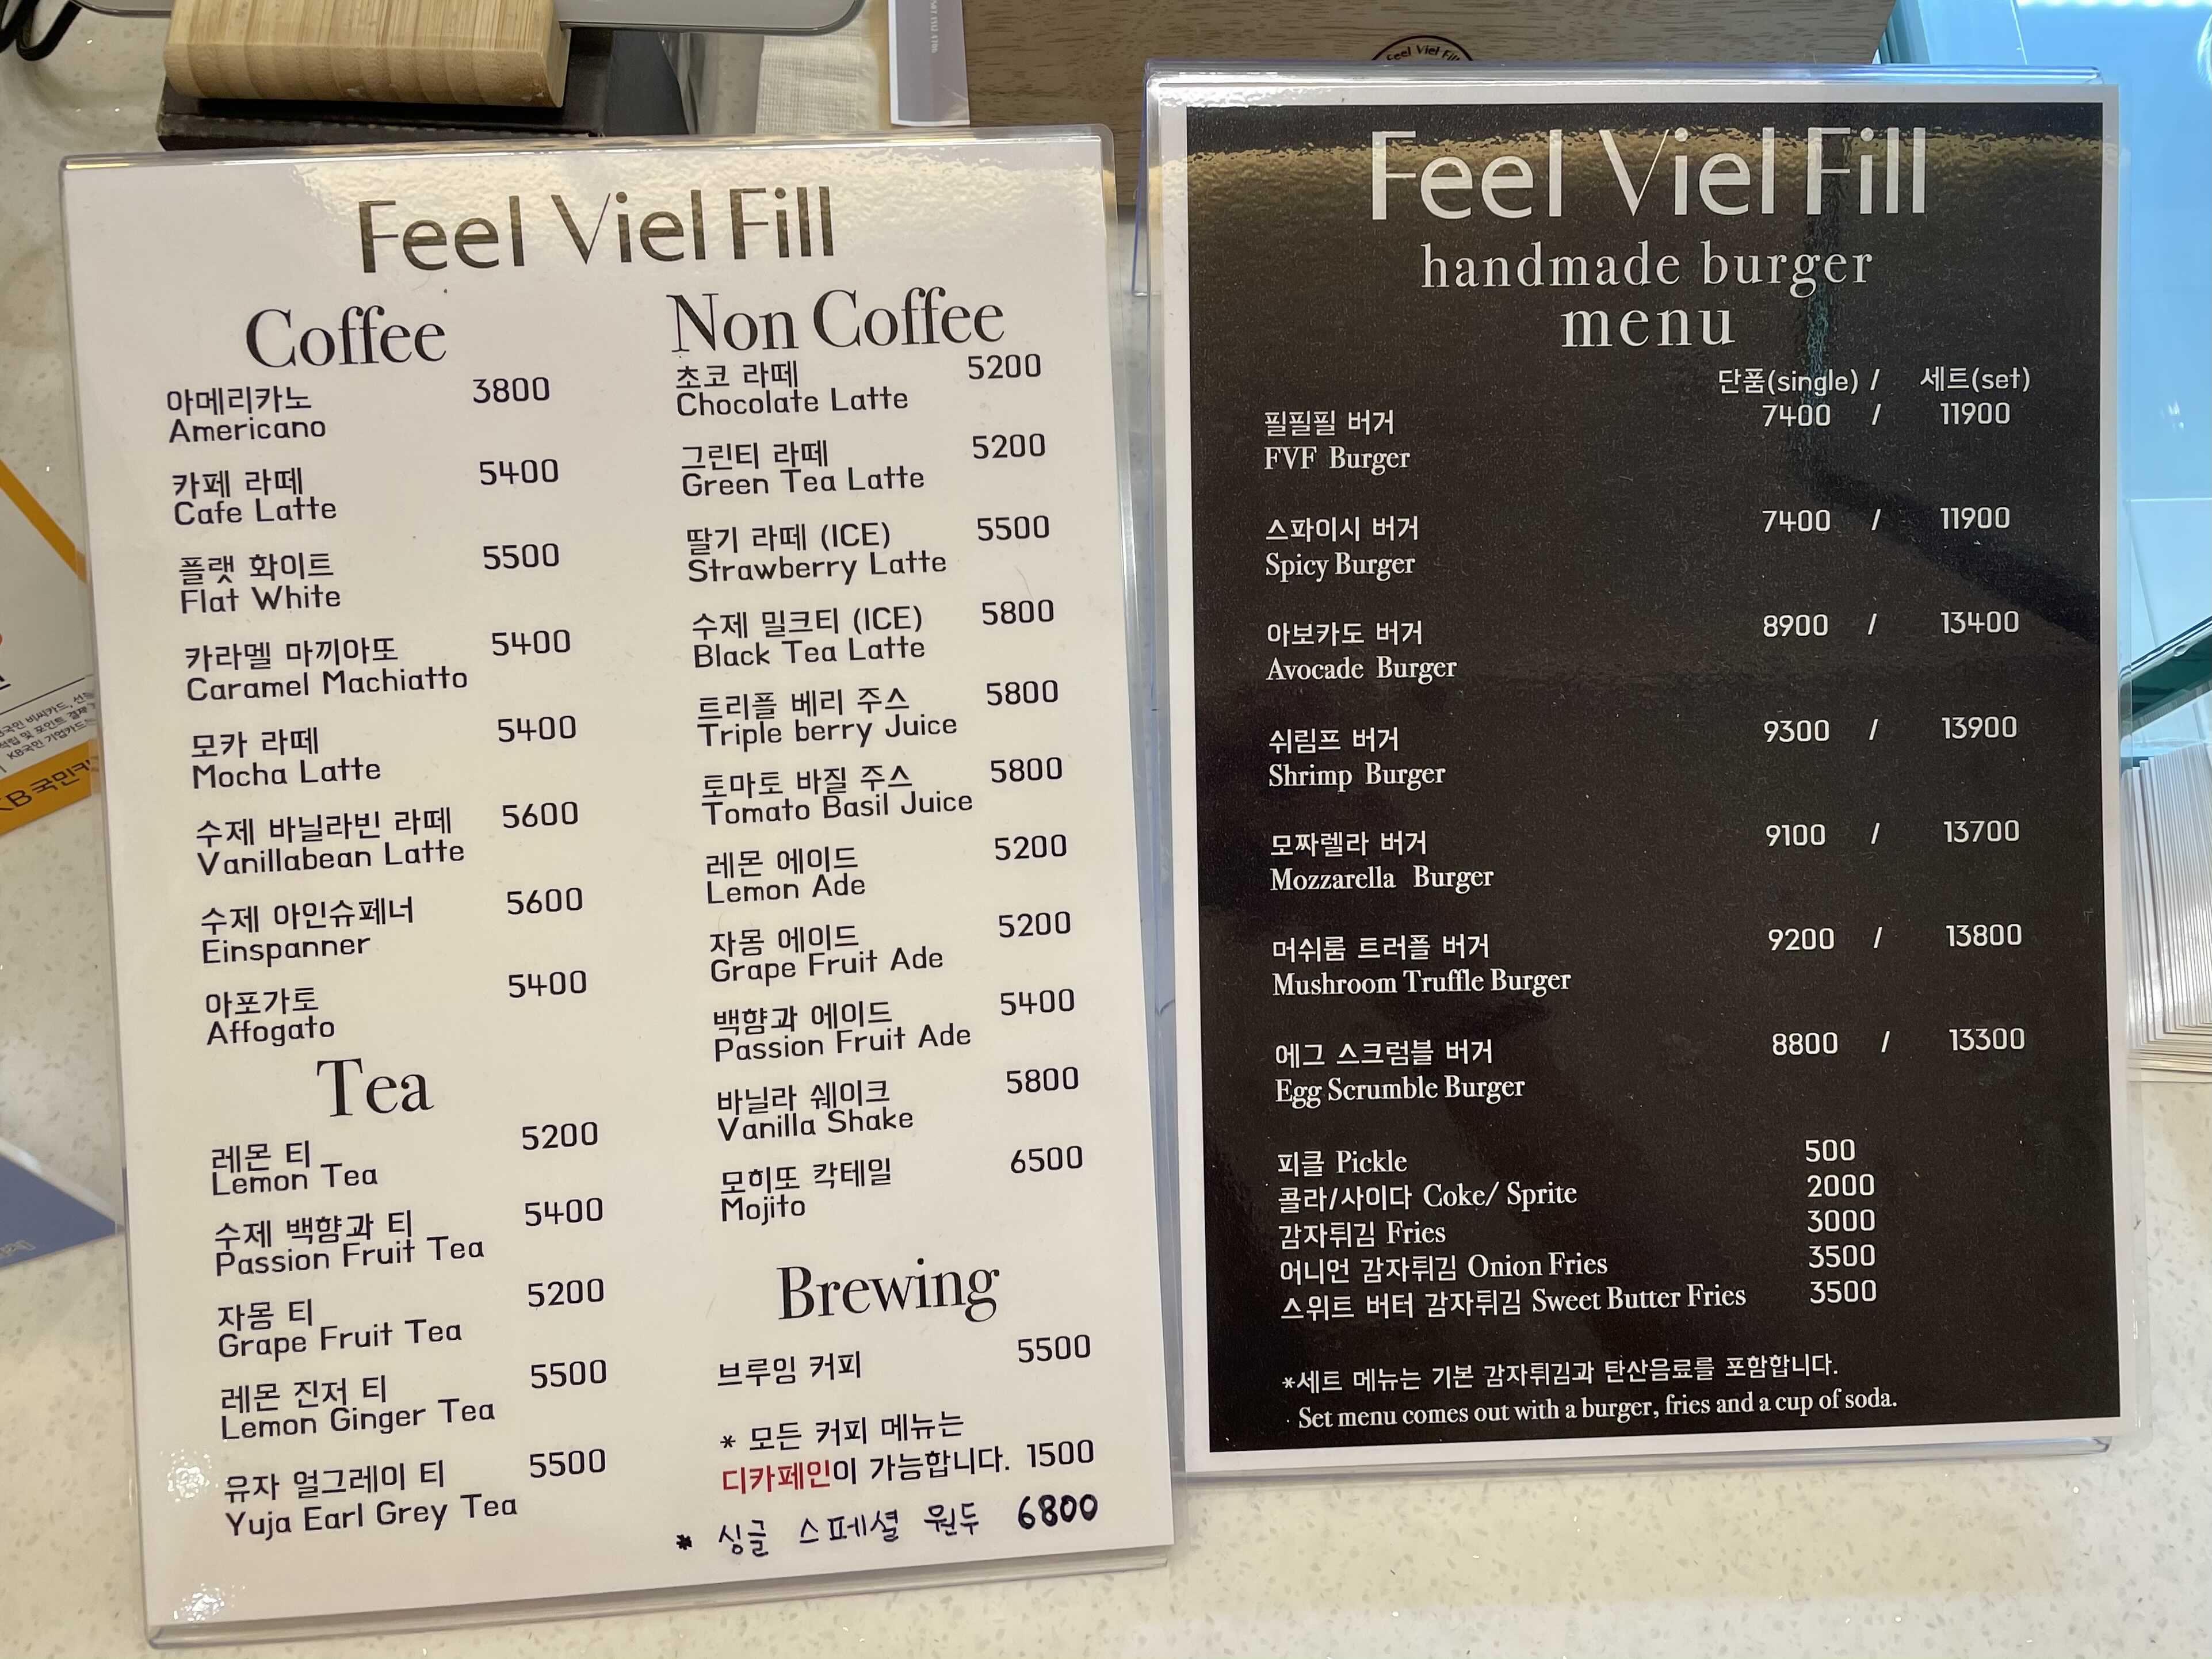 Feel Viel Fill
Coffee
아메리카노 3800
Americano
카페 라떼 5400
Cafe Latte
플랫 화이트 5500
Flat White
카라멜 마끼아또 5400
Caramel Machiatto
모카 라떼 5400
Mocha Latte
수제 바닐라빈 라떼 5600
Vanillabean Latte
수제 아인슈페너 5600
Einspanner
아포가토 5400
Affogato
Tea
레몬 티 5200
Lemon Tea
수제 백향과 티 5400
Passion Fruit Tea
자몽 티 5200
Grape Fruit Tea
레몬 진저 티 5500
Lemon Ginger Tea
유자 얼그레이 티 5500
Yuja Earl Grey Tea
Non Coffee
초코 라떼 5200
Chocolate Latte
그린티 라떼 5200
Green Tea Latte
딸기 라떼 (ICE) 5500
Strawberry Latte
수제 밀크티 (ICE) 5800
Black Tea Latte
트리플 베리 주스 5800
Triple berry Juice
토마토 바질 주스 5800
Tomato Basil Juice
레몬 에이드 5200
Lemon Ade
자몽 에이드 5200
Grape Fruit Ade
백향과 에이드 5400
Passion Fruit Ade
바닐라 쉐이크 5800
Vanilla Shake
모히또 칵테일 6500
Mojito
Brewing
브루잉 커피 5500
* 모든 커피 메뉴는
디카페인이 가능합니다. 1500
* 싱글 스페셜 원두 6800
Feel Viel Fill
Feel Viel Fill
handmade burger
menu
단품(single) / 세트(set)
필필필 버거 7400 / 11900
FVF Burger
스파이시 버거 7400 / 11900
Spicy Burger
아보카도 버거 8900 / 13400
Avocade Burger
쉬림프 버거 9300 / 13900
Shrimp Burger
모짜렐라 버거 9100 / 13700
Mozzarella Burger
머쉬룸 트러플 버거 9200 / 13800
Mushroom Truffle Burger
에그 스크럼블 버거 8800 / 13300
Egg Scrumble Burger
피클 Pickle 500
콜라/사이다 Coke/ Sprite 2000
감자튀김 Fries 3000
어니언 감자튀김 Onion Fries 3500
스위트 버터 감자튀김 Sweet Butter Fries 3500
*세트 메뉴는 기본 감자튀김과 탄산음료를 포함합니다.
Set menu comes out with a burger, fries and a cup of soda.